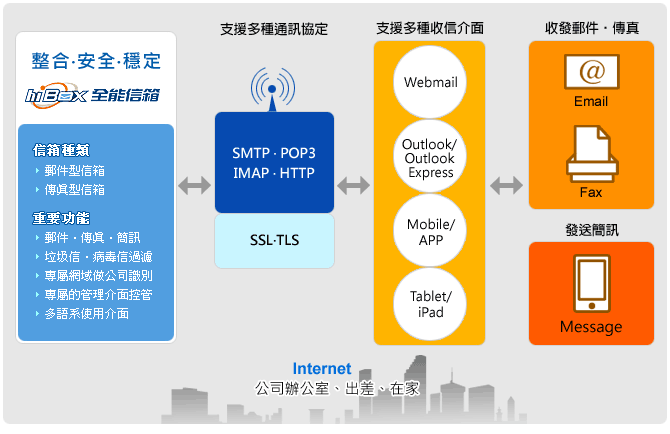 整合·安全·穩定
InBox 全能信箱
信箱種類
郵件型信箱
傳真型信箱
重要功能
郵件·傳真·簡訊
垃圾信·病毒信過濾
專屬網域做公司識別
專屬的管理介面控管
多語系使用介面
支援多種通訊協定
SMTP · POP3
IMAP · HTTP
SSL·TLS
支援多種收信介面
Webmail
Outlook/
Outlook
Express
Mobile/
APP
Tablet/
iPad
收發郵件·傳真
@
Email
Fax
發送簡訊
Message
Internet
公司辦公室、出差、在家